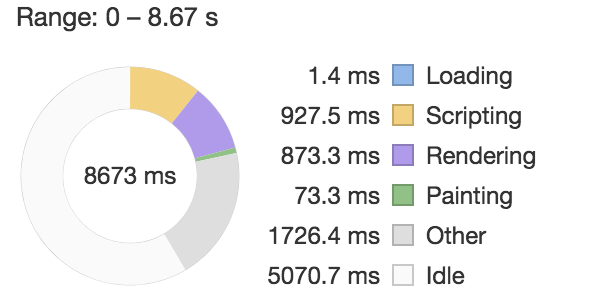 Range: 0 – 8.67 s
8673 ms
1.4 ms Loading
927.5 ms Scripting
873.3 ms Rendering
73.3 ms Painting
1726.4 ms Other
5070.7 ms Idle